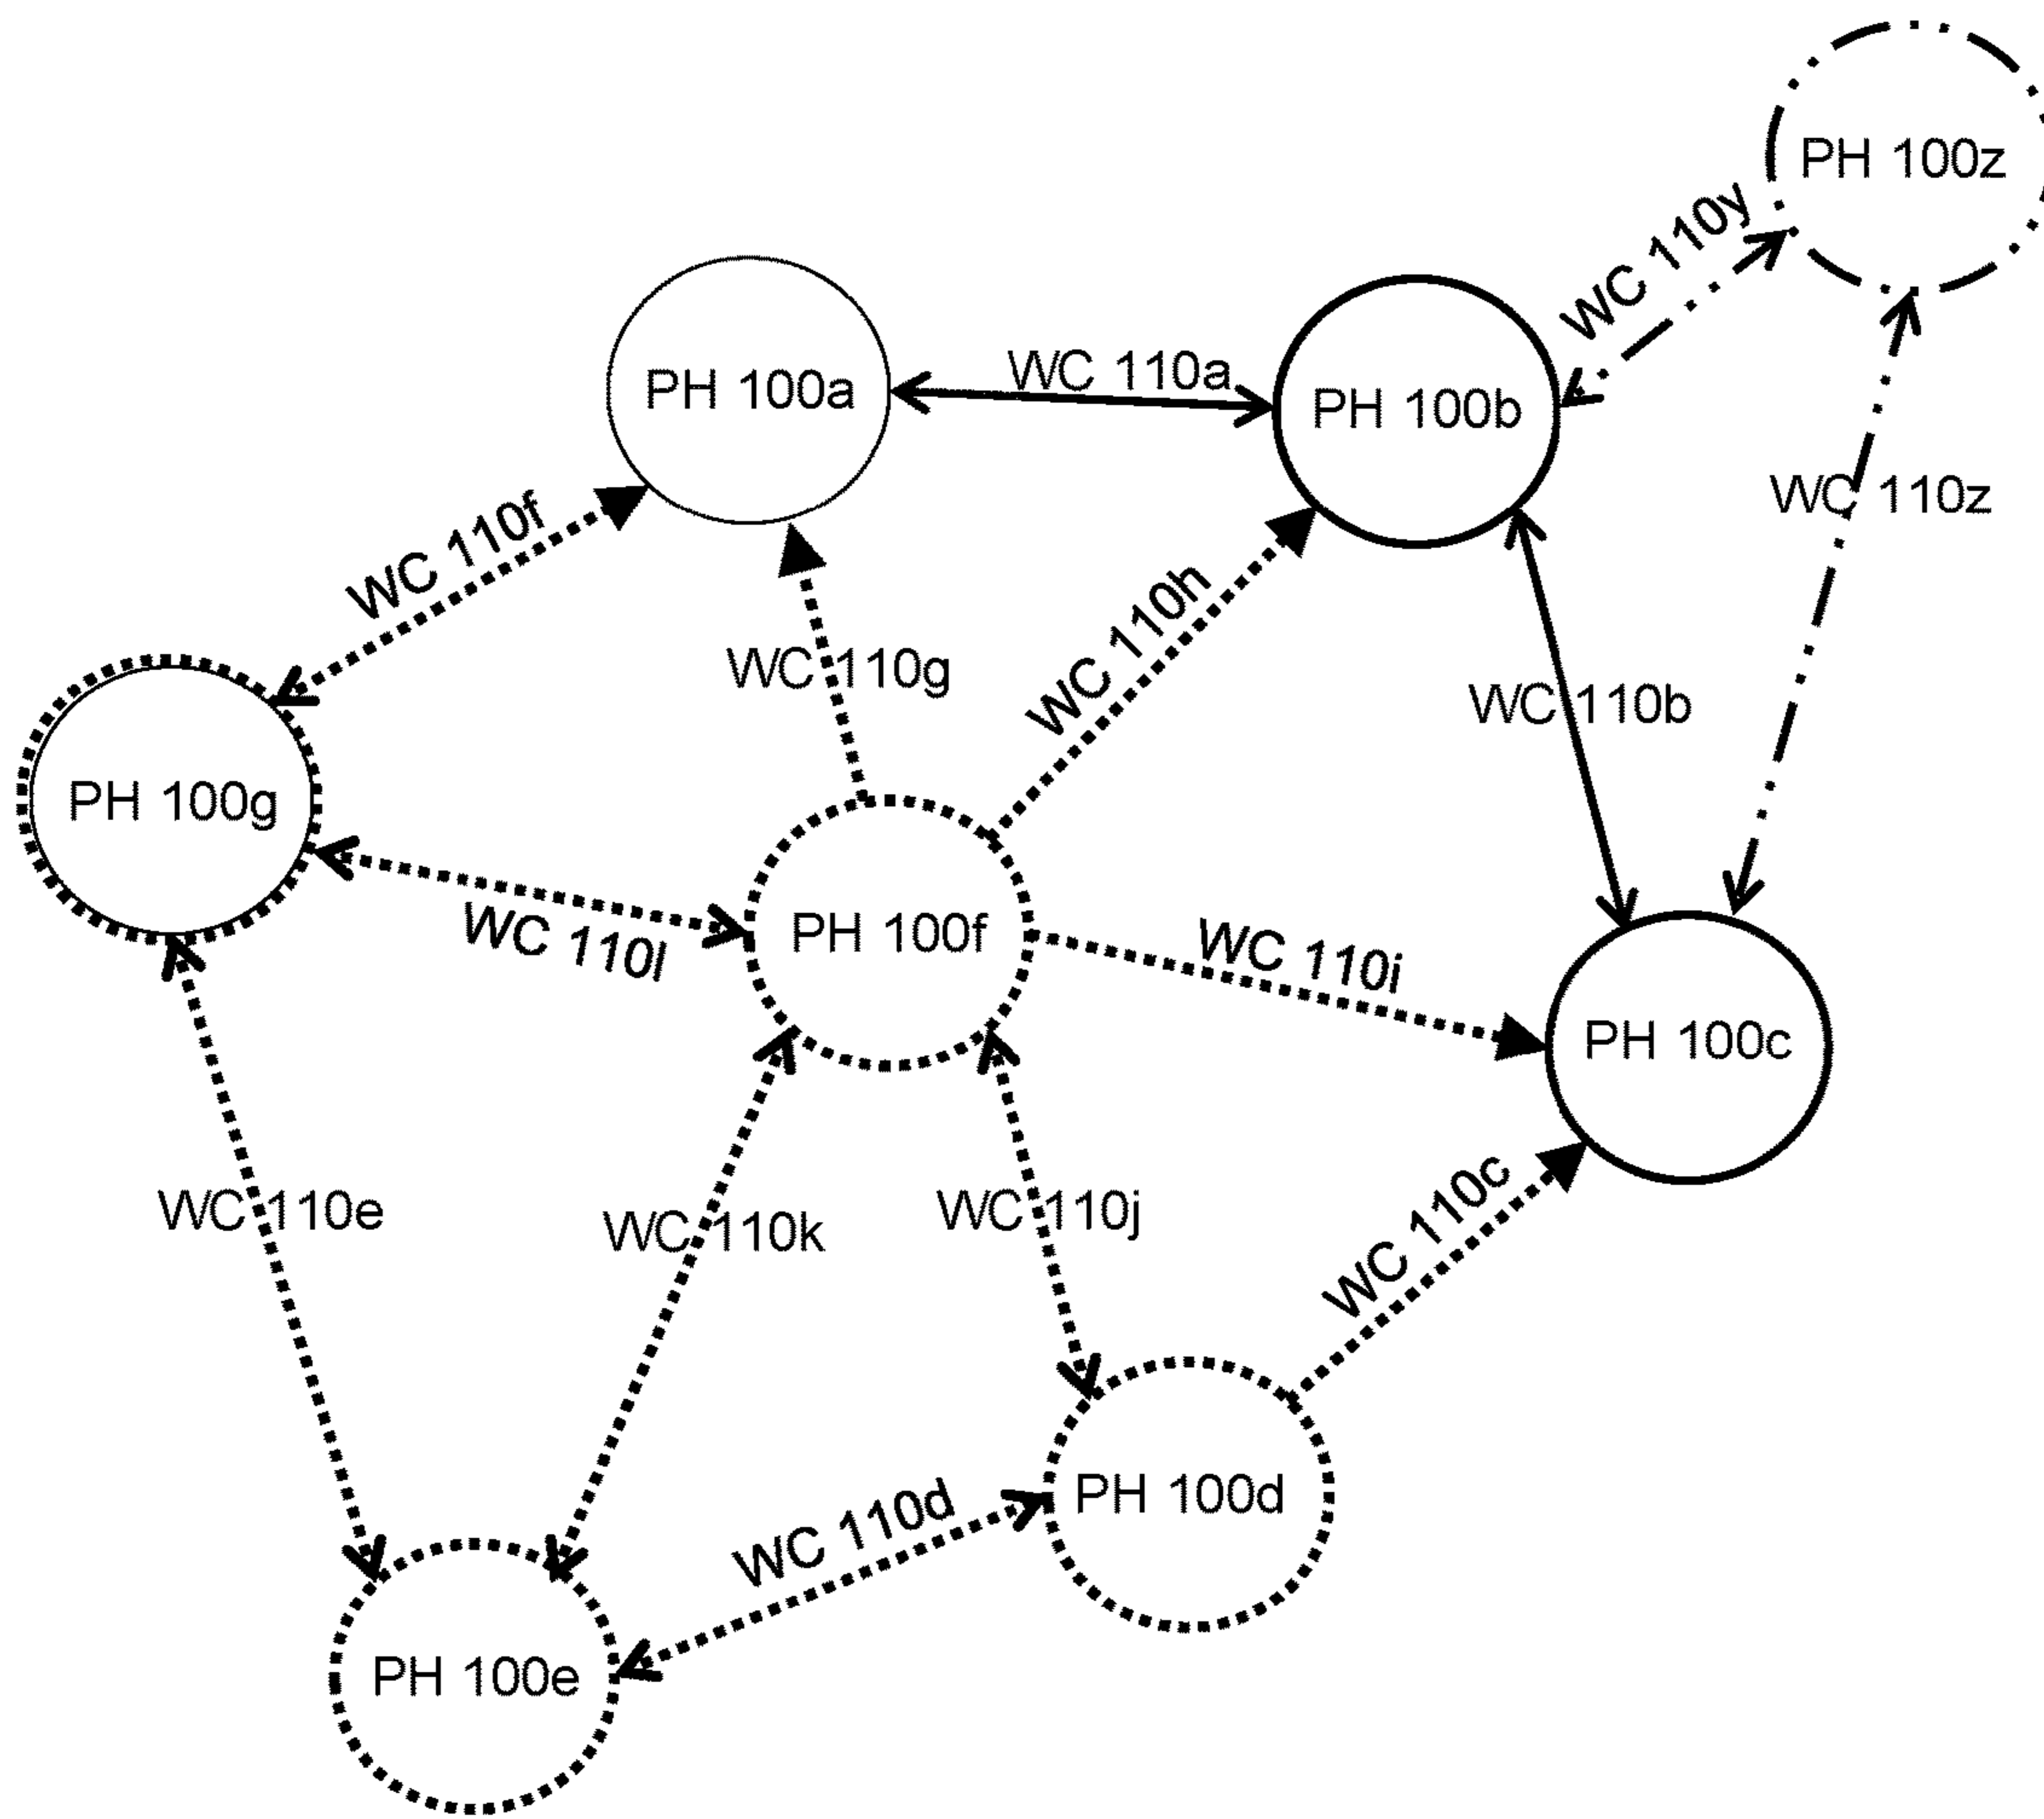 PH 100z
WC 110y
PH 100a
WC 110a
PH 100b
WC 110z
WC 110f
WC 110g
WC 110h
WC 110b
PH 100g
PH 100f
WC 110l
WC 110i
PH 100c
WC 110e
WC 110k
WC 110j
WC 110c
PH 100d
WC 110d
PH 100e